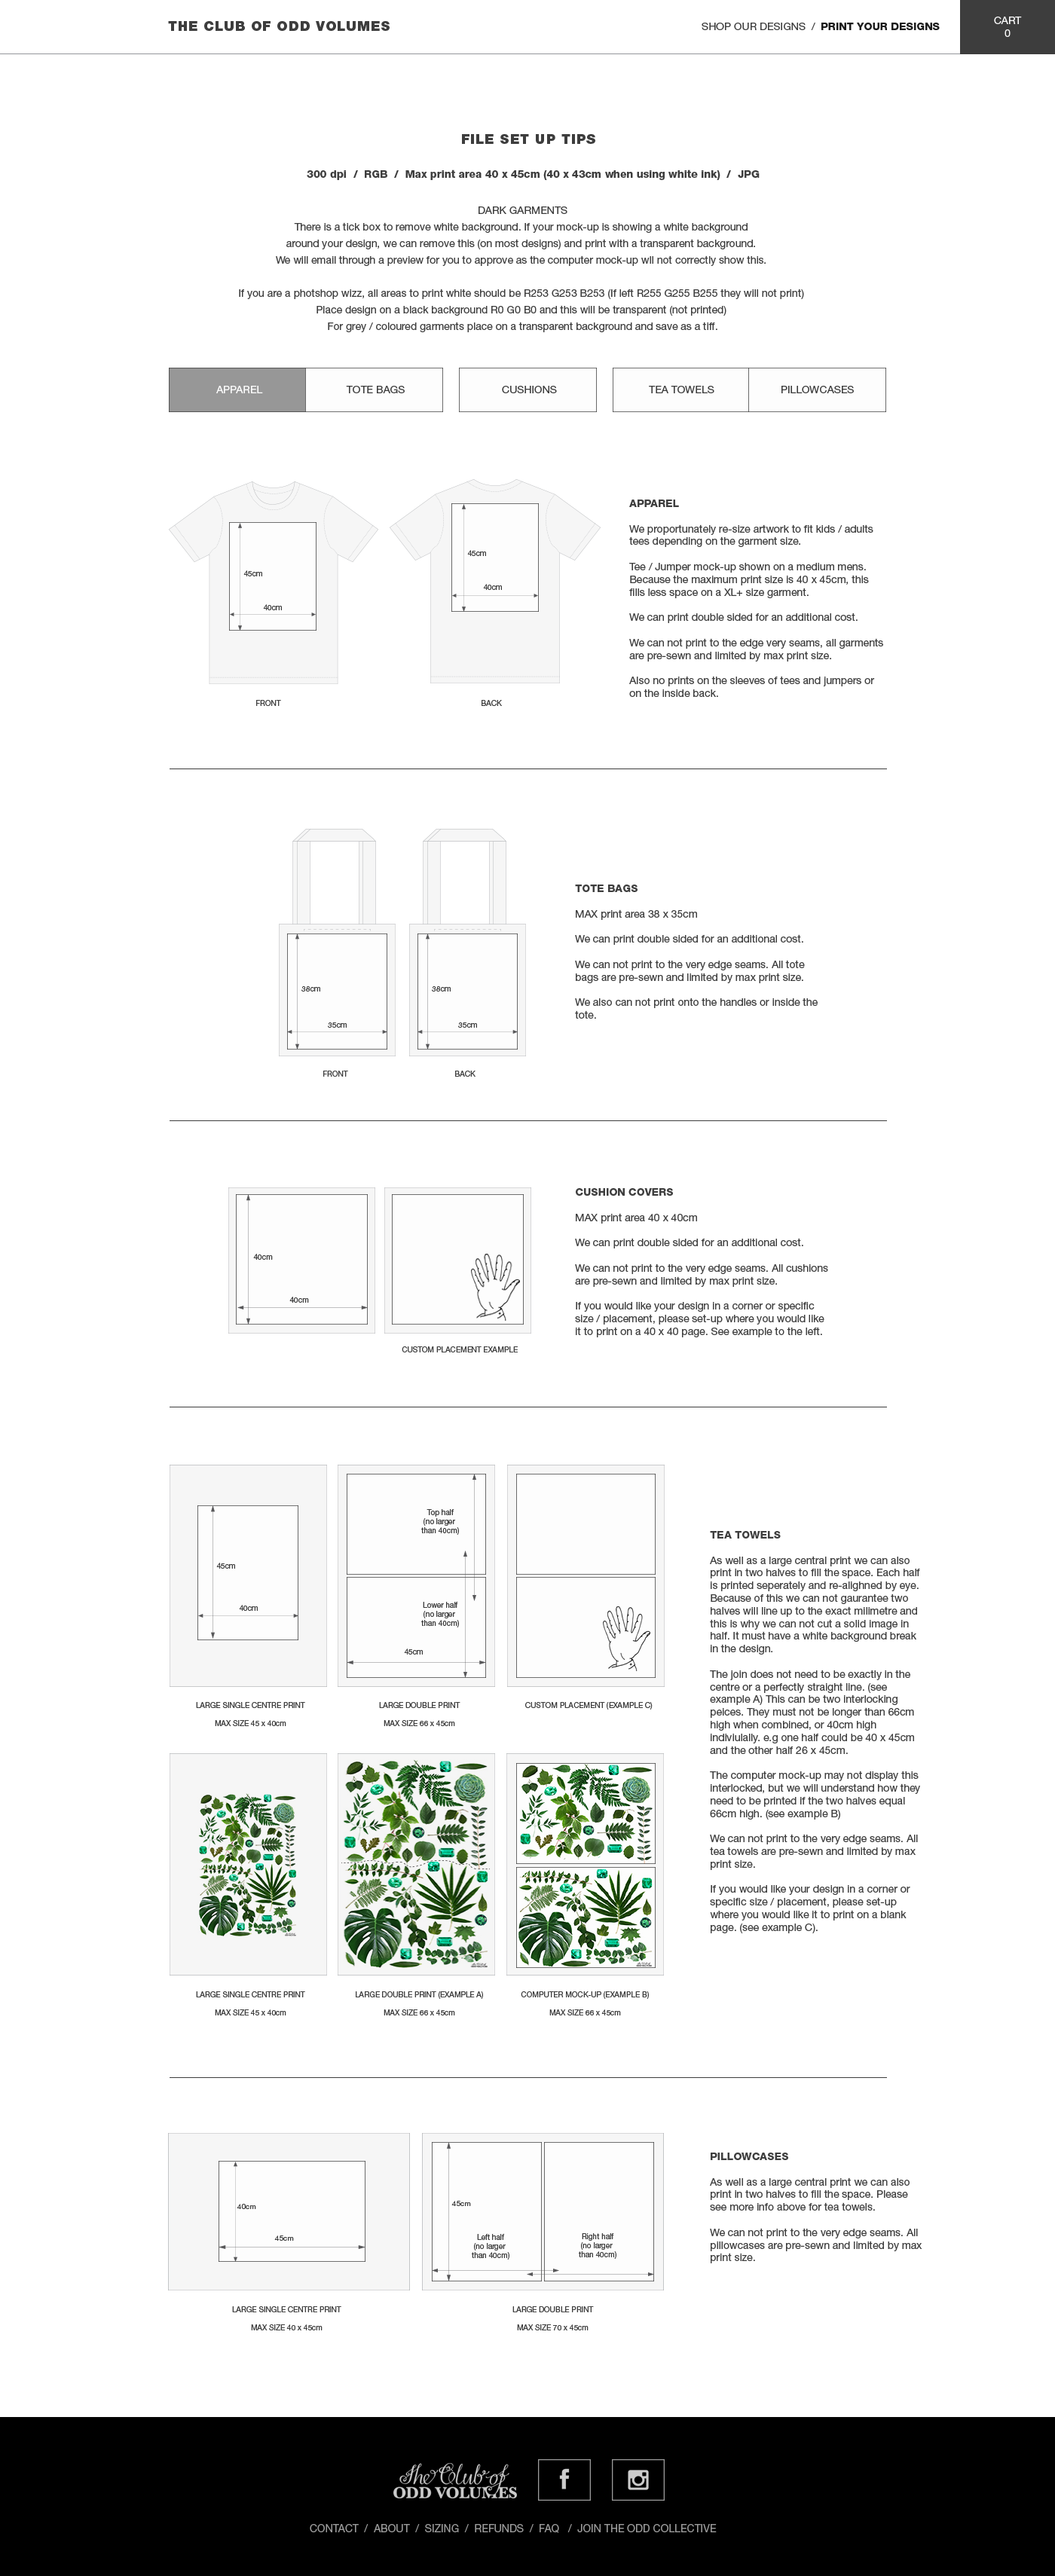 THE CLUB OF ODD VOLUMES
SHOP OUR DESIGNS / PRINT YOUR DESIGNS
CART
0
FILE SET UP TIPS
300 dpi / RGB / Max print area 40 x 45cm (40 x 43cm when using white ink) / JPG
DARK GARMENTS
There is a tick box to remove white background. If your mock-up is showing a white background
around your design, we can remove this (on most designs) and print with a transparent background.
We will email through a preview for you to approve as the computer mock-up wil not correctly show this.
If you are a photshop wizz, all areas to print white should be R253 G253 B253 (If left R255 G255 B255 they will not print)
Place design on a black background R0 G0 B0 and this will be transparent (not printed)
For grey / coloured garments place on a transparent background and save as a tiff.
APPAREL
TOTE BAGS
CUSHIONS
TEA TOWELS
PILLOWCASES
45cm
40cm
FRONT
45cm
40cm
BACK
APPAREL
We proportunately re-size artwork to fit kids / adults
tees depending on the garment size.
Tee / Jumper mock-up shown on a medium mens.
Because the maximum print size is 40 x 45cm, this
fills less space on a XL+ size garment.
We can print double sided for an additional cost.
We can not print to the edge very seams, all garments
are pre-sewn and limited by max print size.
Also no prints on the sleeves of tees and jumpers or
on the inside back.
38cm
35cm
FRONT
38cm
35cm
BACK
TOTE BAGS
MAX print area 38 x 35cm
We can print double sided for an additional cost.
We can not print to the very edge seams. All tote
bags are pre-sewn and limited by max print size.
We also can not print onto the handles or inside the
tote.
40cm
40cm
CUSTOM PLACEMENT EXAMPLE
CUSHION COVERS
MAX print area 40 x 40cm
We can print double sided for an additional cost.
We can not print to the very edge seams. All cushions
are pre-sewn and limited by max print size.
If you would like your design in a corner or specific
size / placement, please set-up where you would like
it to print on a 40 x 40 page. See example to the left.
45cm
40cm
LARGE SINGLE CENTRE PRINT
MAX SIZE 45 x 40cm
Top half
(no larger
than 40cm)
Lower half
(no larger
than 40cm)
45cm
LARGE DOUBLE PRINT
MAX SIZE 66 x 45cm
CUSTOM PLACEMENT (EXAMPLE C)
LARGE SINGLE CENTRE PRINT
MAX SIZE 45 x 40cm
LARGE DOUBLE PRINT (EXAMPLE A)
MAX SIZE 66 x 45cm
COMPUTER MOCK-UP (EXAMPLE B)
MAX SIZE 66 x 45cm
TEA TOWELS
As well as a large central print we can also
print in two halves to fill the space. Each half
is printed seperately and re-alighned by eye.
Because of this we can not gaurantee two
halves will line up to the exact milimetre and
this is why we can not cut a solid image in
half. It must have a white background break
in the design.
The join does not need to be exactly in the
centre or a perfectly straight line. (see
example A) This can be two interlocking
peices. They must not be longer than 66cm
high when combined, or 40cm high
indiviuially. e.g one half could be 40 x 45cm
and the other half 26 x 45cm.
The computer mock-up may not display this
interlocked, but we will understand how they
need to be printed if the two halves equal
66cm high. (see example B)
We can not print to the very edge seams. All
tea towels are pre-sewn and limited by max
print size.
If you would like your design in a corner or
specific size / placement, please set-up
where you would like it to print on a blank
page. (see example C).
40cm
45cm
LARGE SINGLE CENTRE PRINT
MAX SIZE 40 x 45cm
45cm
Left half
(no larger
than 40cm)
Right half
(no larger
than 40cm)
LARGE DOUBLE PRINT
MAX SIZE 70 x 45cm
PILLOWCASES
As well as a large central print we can also
print in two halves to fill the space. Please
see more info above for tea towels.
We can not print to the very edge seams. All
pillowcases are pre-sewn and limited by max
print size.
The Club of
ODD VOLUMES
CONTACT / ABOUT / SIZING / REFUNDS / FAQ / JOIN THE ODD COLLECTIVE